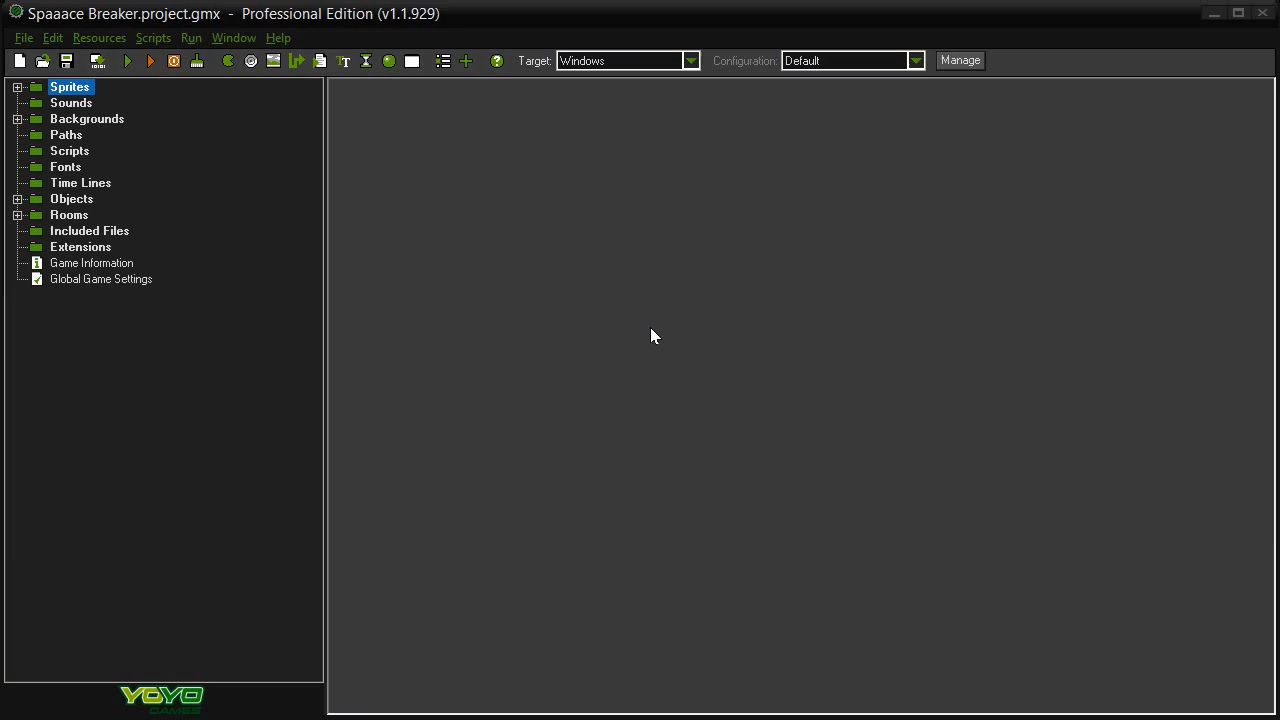 Spaaace Breaker.project.gmx - Professional Edition (v1.1.929)
File Edit Resources Scripts Run Window Help
Target: Windows Configuration: Default Manage
Sprites
Sounds
Backgrounds
Paths
Scripts
Fonts
Time Lines
Objects
Rooms
Included Files
Extensions
Game Information
Global Game Settings
YOYO
GAMES